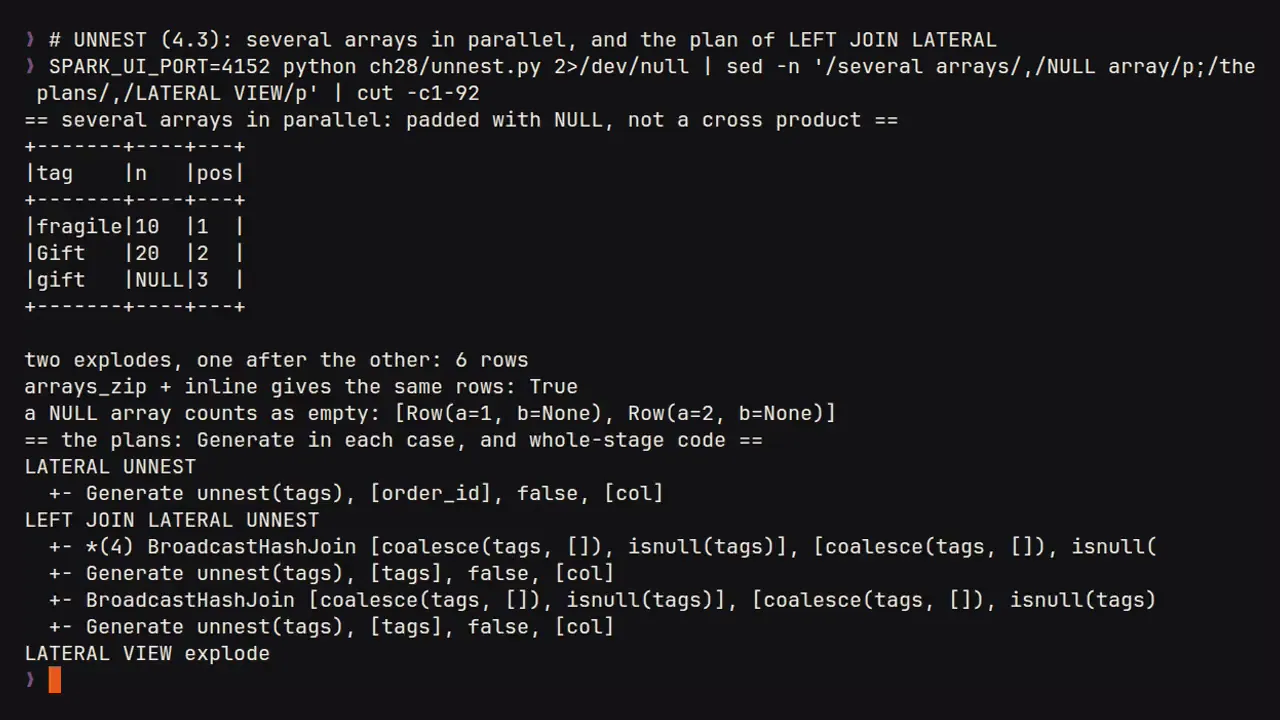 ❯ # UNNEST (4.3): several arrays in parallel, and the plan of LEFT JOIN LATERAL
❯ SPARK_UI_PORT=4152 python ch28/unnest.py 2>/dev/null | sed -n '/several arrays/,/NULL array/p;/the
 plans/,/LATERAL VIEW/p' | cut -c1-92
== several arrays in parallel: padded with NULL, not a cross product ==
+-------+----+---+
|tag    |n   |pos|
+-------+----+---+
|fragile|10  |1  |
|Gift   |20  |2  |
|gift   |NULL|3  |
+-------+----+---+

two explodes, one after the other: 6 rows
arrays_zip + inline gives the same rows: True
a NULL array counts as empty: [Row(a=1, b=None), Row(a=2, b=None)]
== the plans: Generate in each case, and whole-stage code ==
LATERAL UNNEST
  +- Generate unnest(tags), [order_id], false, [col]
LEFT JOIN LATERAL UNNEST
  +- *(4) BroadcastHashJoin [coalesce(tags, []), isnull(tags)], [coalesce(tags, []), isnull(
  +- Generate unnest(tags), [tags], false, [col]
  +- BroadcastHashJoin [coalesce(tags, []), isnull(tags)], [coalesce(tags, []), isnull(tags)
  +- Generate unnest(tags), [tags], false, [col]
LATERAL VIEW explode
❯